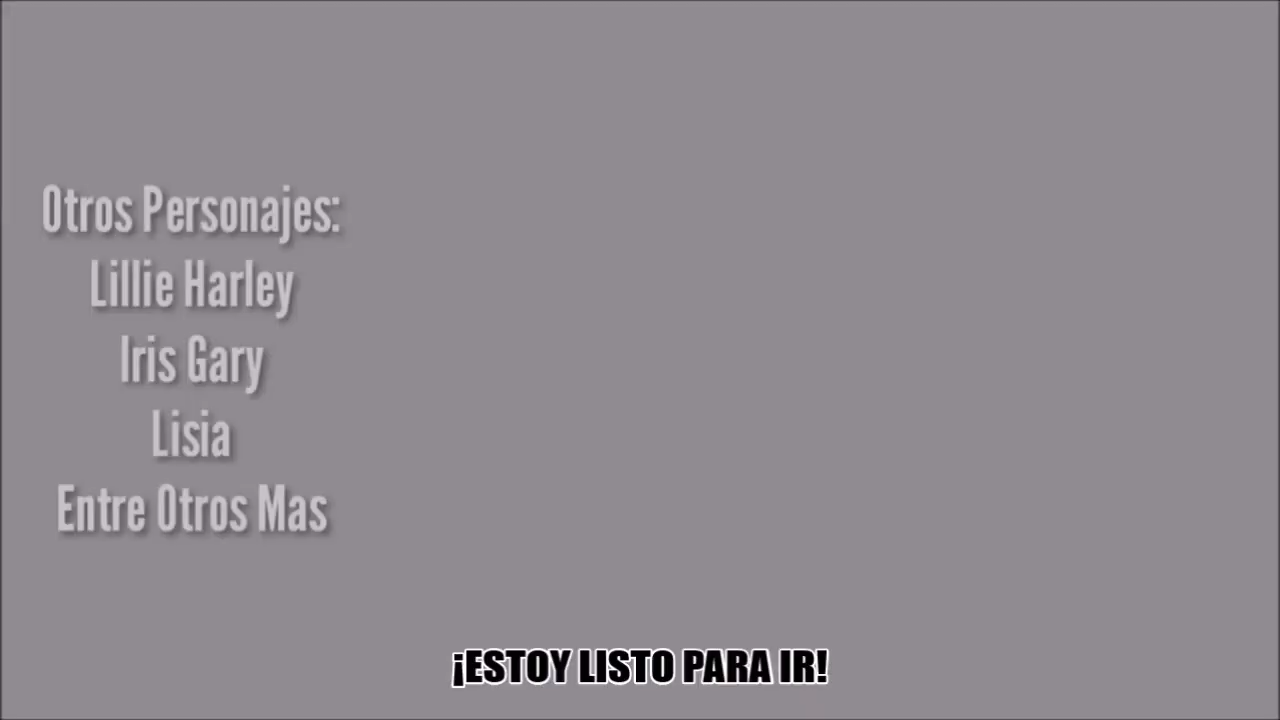 Otros Personajes:
Lillie Harley
Iris Gary
Lisia
Entre Otros Mas
¡ESTOY LISTO PARA IR!